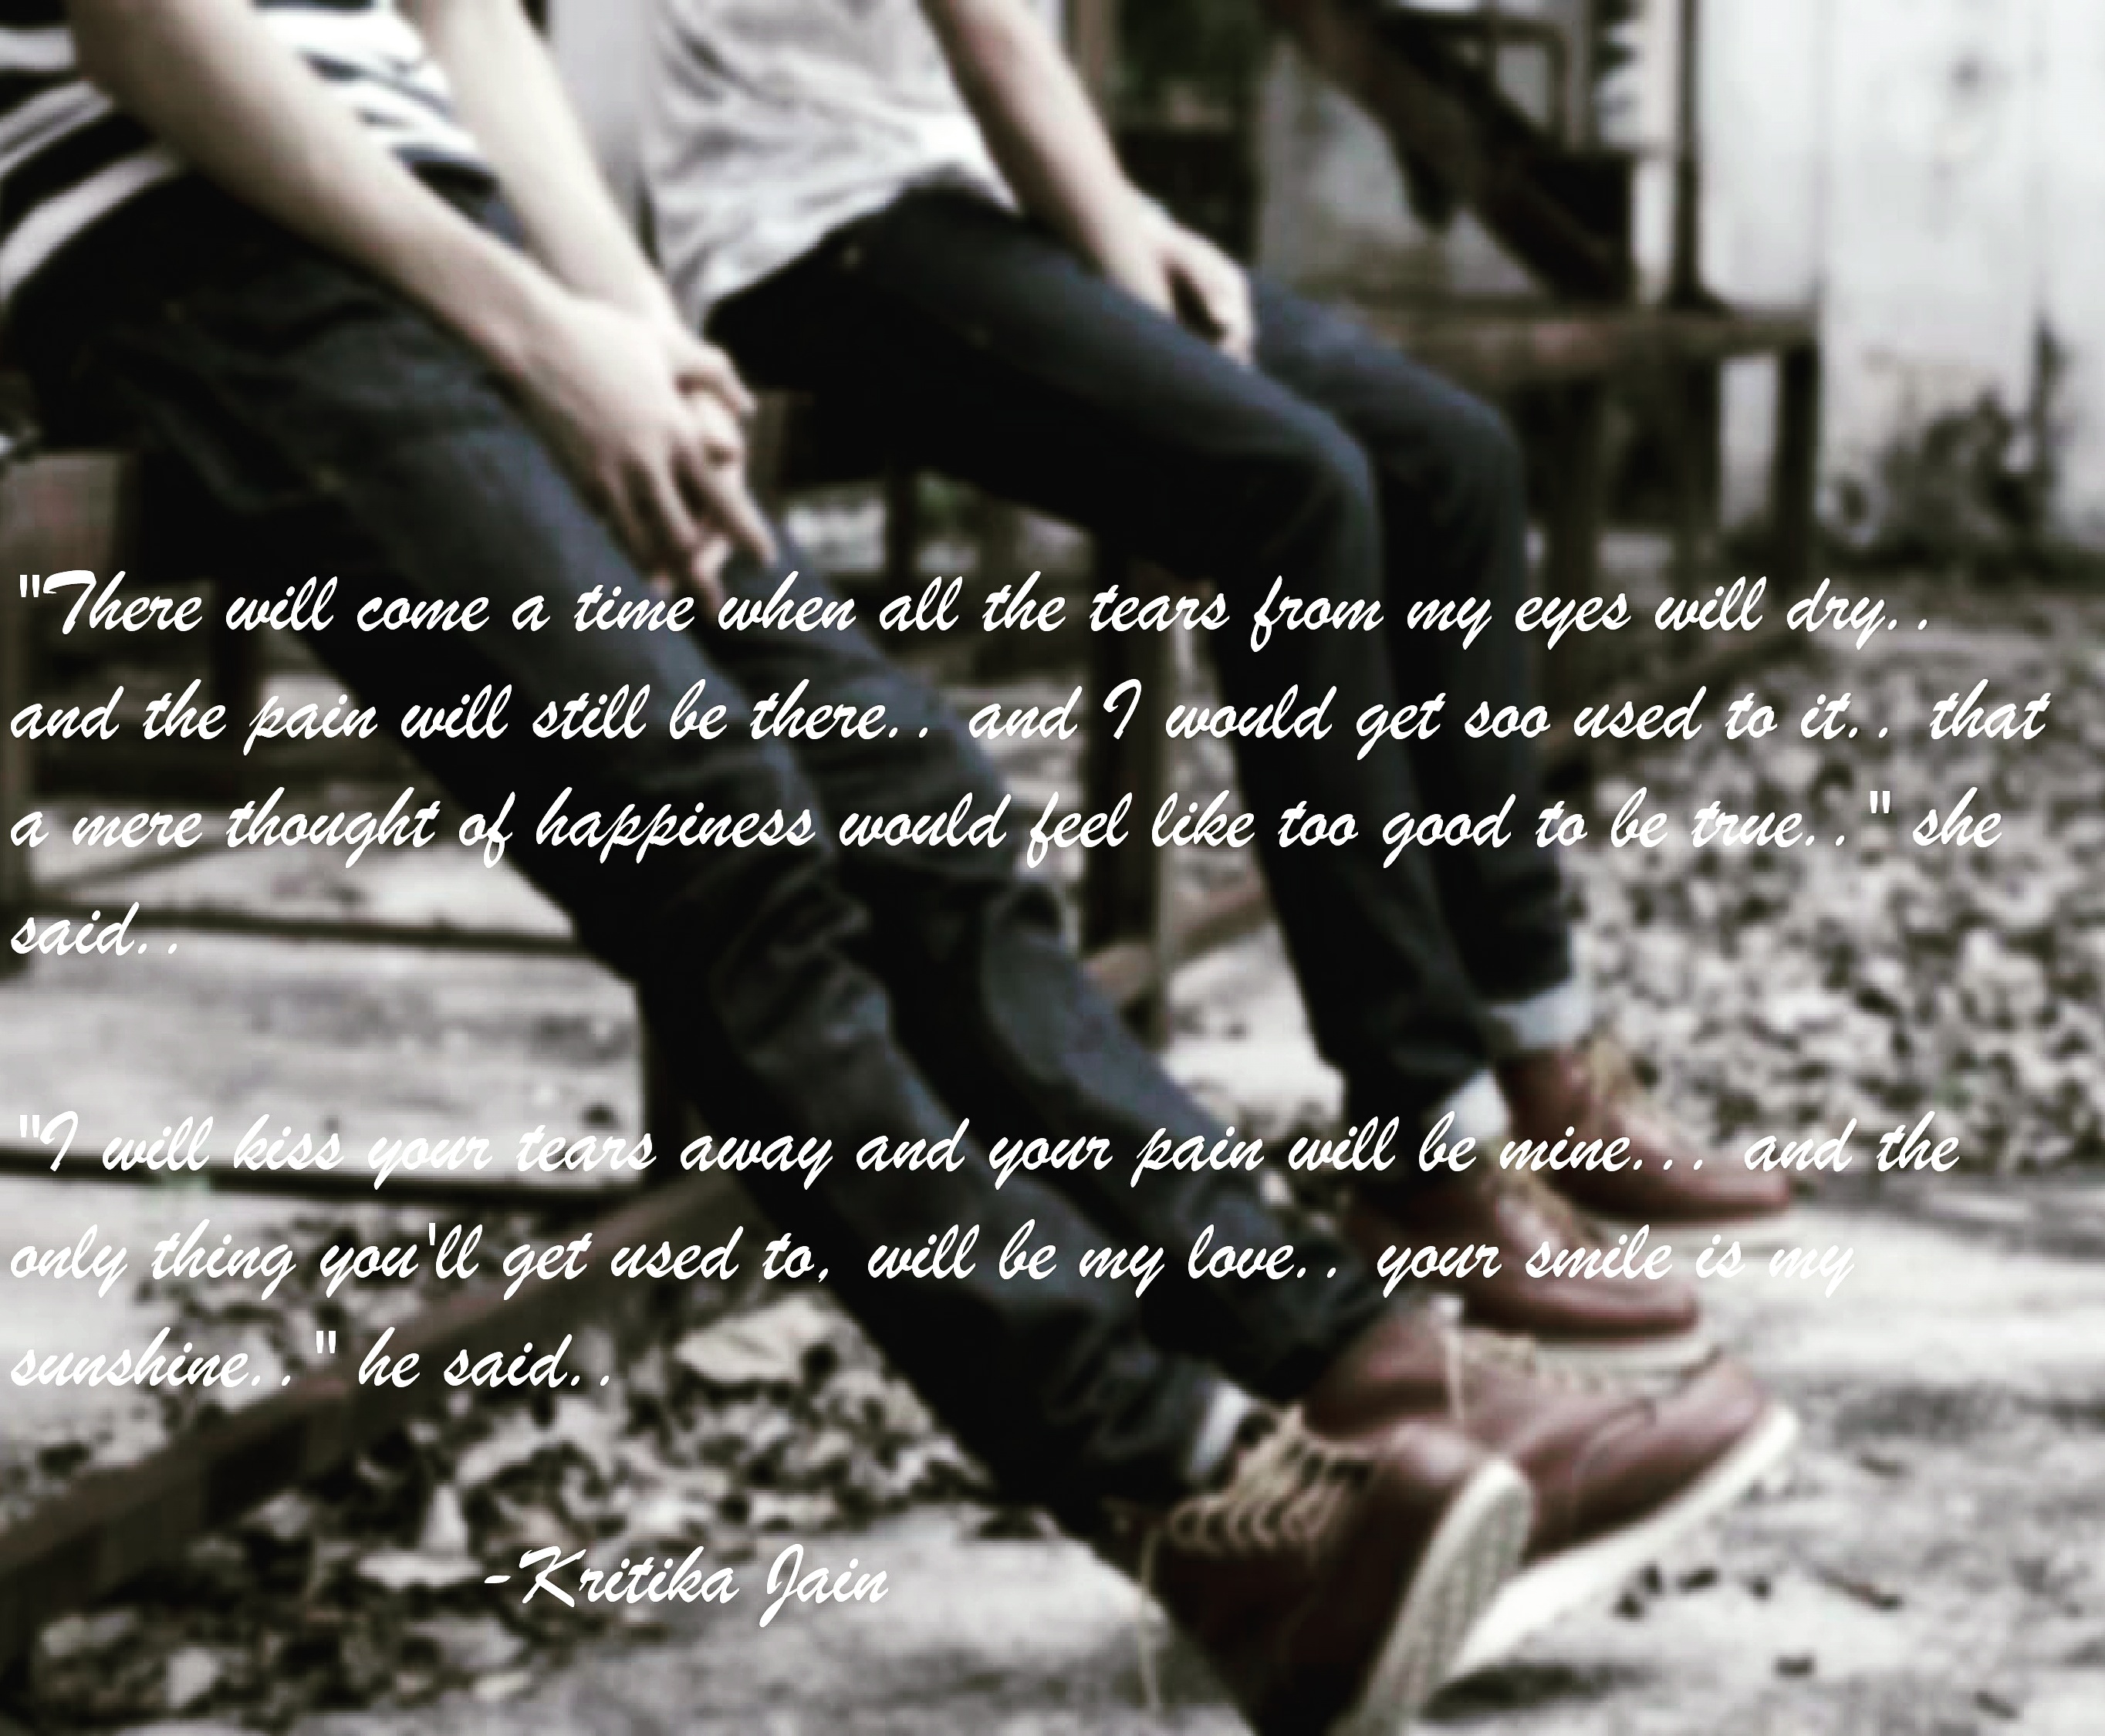 "There will come a time when all the tears from my eyes will dry..
and the pain will still be there.. and I would get soo used to it.. that
a mere thought of happiness would feel like too good to be true.." she
said..
"I will kiss your tears away and your pain will be mine... and the
only thing you'll get used to, will be my love.. your smile is my
sunshine.." he said..
-Kritika Jain